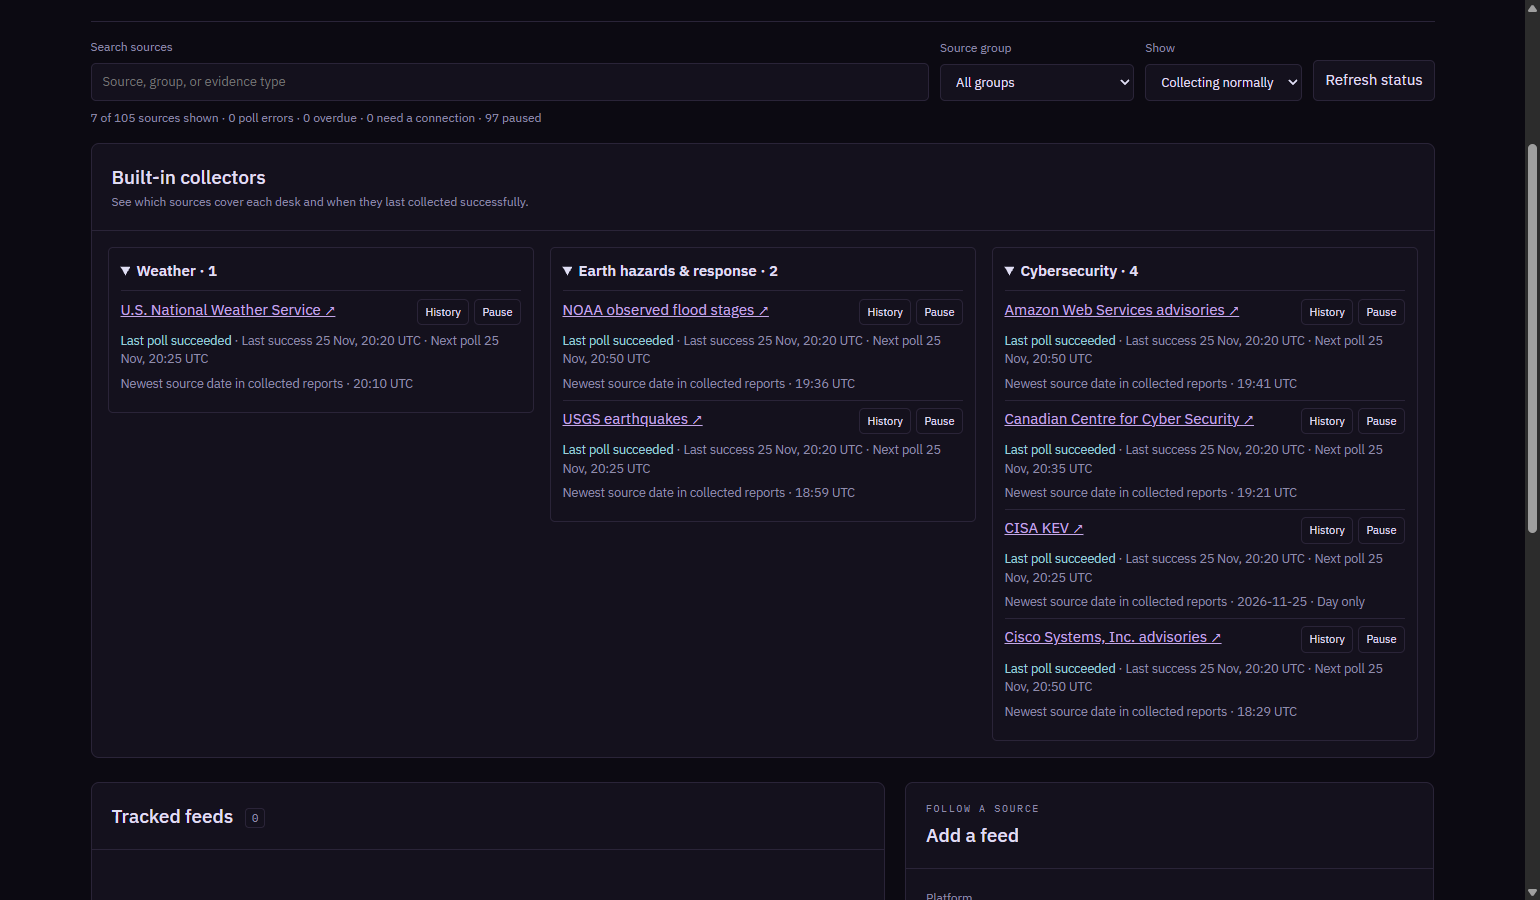 Search sources
Source, group, or evidence type
Source group
All groups
Show
Collecting normally
Refresh status
7 of 105 sources shown · 0 poll errors · 0 overdue · 0 need a connection · 97 paused
Built-in collectors
See which sources cover each desk and when they last collected successfully.
▼ Weather · 1
U.S. National Weather Service ↗
History
Pause
Last poll succeeded · Last success 25 Nov, 20:20 UTC · Next poll 25
Nov, 20:25 UTC
Newest source date in collected reports · 20:10 UTC
▼ Earth hazards & response · 2
NOAA observed flood stages ↗
History
Pause
Last poll succeeded · Last success 25 Nov, 20:20 UTC · Next poll 25
Nov, 20:50 UTC
Newest source date in collected reports · 19:36 UTC
USGS earthquakes ↗
History
Pause
Last poll succeeded · Last success 25 Nov, 20:20 UTC · Next poll 25
Nov, 20:25 UTC
Newest source date in collected reports · 18:59 UTC
▼ Cybersecurity · 4
Amazon Web Services advisories ↗
History
Pause
Last poll succeeded · Last success 25 Nov, 20:20 UTC · Next poll 25
Nov, 20:50 UTC
Newest source date in collected reports · 19:41 UTC
Canadian Centre for Cyber Security ↗
History
Pause
Last poll succeeded · Last success 25 Nov, 20:20 UTC · Next poll 25
Nov, 20:35 UTC
Newest source date in collected reports · 19:21 UTC
CISA KEV ↗
History
Pause
Last poll succeeded · Last success 25 Nov, 20:20 UTC · Next poll 25
Nov, 20:25 UTC
Newest source date in collected reports · 2026-11-25 · Day only
Cisco Systems, Inc. advisories ↗
History
Pause
Last poll succeeded · Last success 25 Nov, 20:20 UTC · Next poll 25
Nov, 20:50 UTC
Newest source date in collected reports · 18:29 UTC
Tracked feeds 0
FOLLOW A SOURCE
Add a feed
Platform